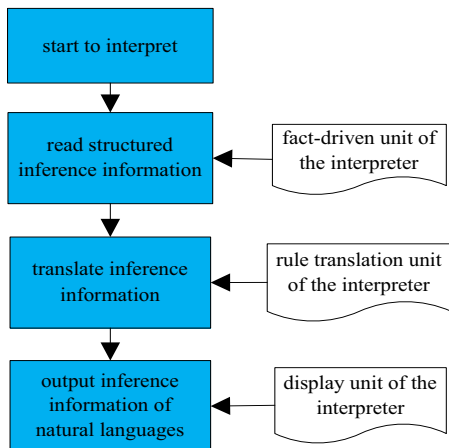 start to interpret
read structured
inference information
fact-driven unit of
the interpreter
translate inference
information
rule translation unit
of the interpreter
output inference
information of
natural languages
display unit of the
interpreter